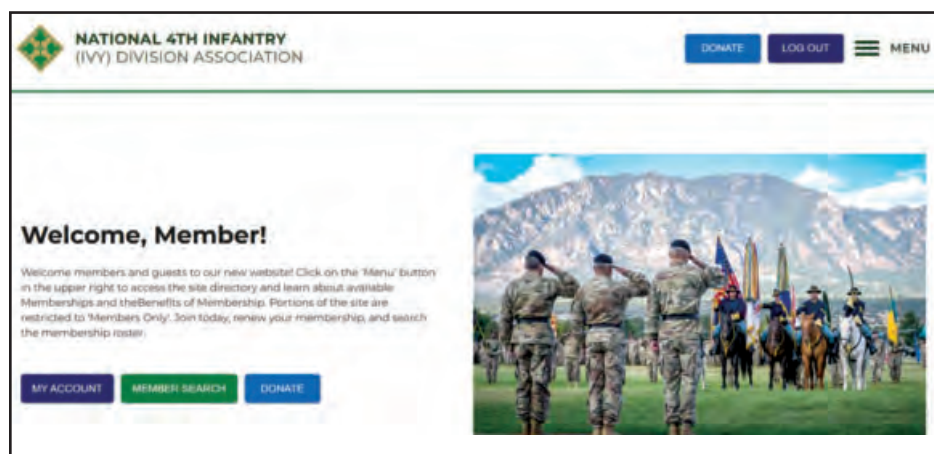 NATIONAL 4TH INFANTRY
(IVY) DIVISION ASSOCIATION
DONATE
LOG OUT
MENU
Welcome, Member!
Welcome members and guests to our new website! Click on the 'Menu' button
in the upper right to access the site directory and learn about available
Memberships and theBenefits of Membership. Portions of the site are
restricted to 'Members Only'. Join today, renew your membership, and search
the membership roster.
MY ACCOUNT
MEMBER SEARCH
DONATE